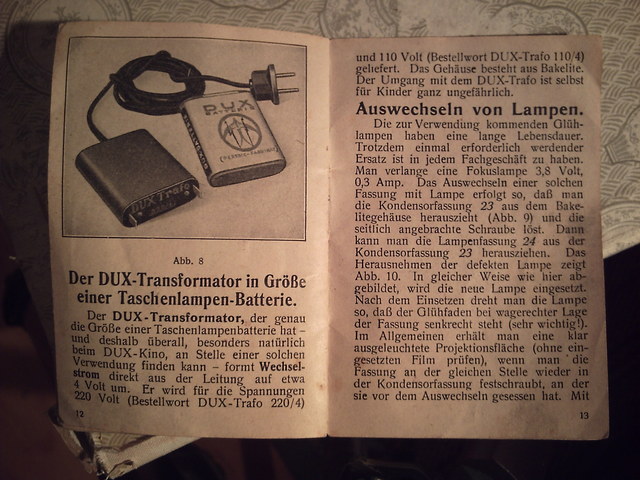 DUX
DUX Trafo
Abb. 8
Der DUX-Transformator in Größe
einer Taschenlampen-Batterie.
Der DUX-Transformator, der genau
die Größe einer Taschenlampenbatterie hat –
und deshalb überall, besonders natürlich
beim DUX-Kino, an Stelle einer solchen
Verwendung finden kann – formt Wechsel-
strom direkt aus der Leitung auf etwa
4 Volt um. Er wird für die Spannungen
220 Volt (Bestellwort DUX-Trafo 220/4)
12
und 110 Volt (Bestellwort DUX-Trafo 110/4)
geliefert. Das Gehäuse besteht aus Bakelite.
Der Umgang mit dem DUX-Trafo ist selbst
für Kinder ganz ungefährlich.
Auswechseln von Lampen.
Die zur Verwendung kommenden Glüh-
lampen haben eine lange Lebensdauer.
Trotzdem einmal erforderlich werdender
Ersatz ist in jedem Fachgeschäft zu haben.
Man verlange eine Fokuslampe 3,8 Volt,
0,3 Amp. Das Auswechseln einer solchen
Fassung mit Lampe erfolgt so, daß man
die Kondensorfassung 23 aus dem Bake-
litegehäuse herauszieht (Abb. 9) und die
seitlich angebrachte Schraube löst. Dann
kann man die Lampenfassung 24 aus der
Kondensorfassung 23 herausziehen. Das
Herausnehmen der defekten Lampe zeigt
Abb. 10. In gleicher Weise wie hier ab-
gebildet, wird die neue Lampe eingesetzt.
Nach dem Einsetzen dreht man die Lampe
so, daß der Glühfaden bei wagerechter Lage
der Fassung senkrecht steht (sehr wichtig!).
Im Allgemeinen erhält man eine klar
ausgeleuchtete Projektionsfläche (ohne ein-
gesetzten Film prüfen), wenn man die
Fassung an der gleichen Stelle wieder in
der Kondensorfassung festschraubt, an der
sie vor dem Auswechseln gesessen hat. Mit
13